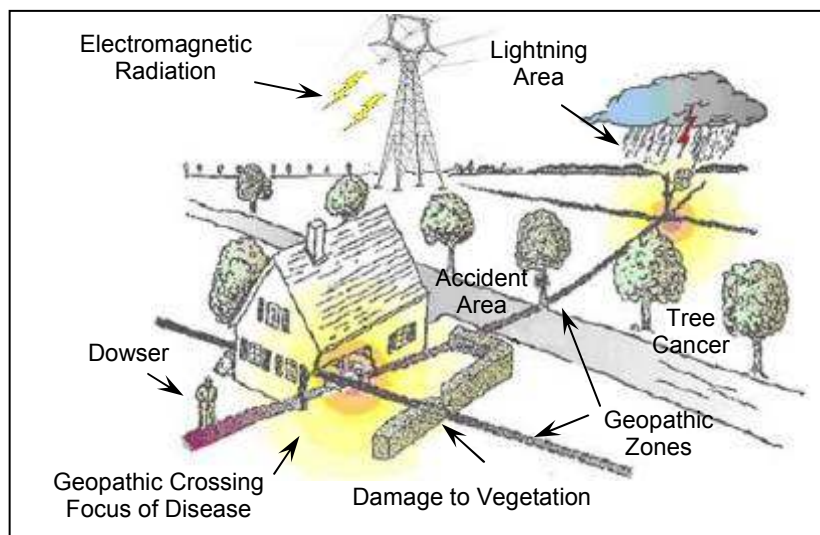 Electromagnetic
Radiation
Lightning
Area
Accident
Area
Tree
Cancer
Dowser
Geopathic
Zones
Geopathic Crossing
Focus of Disease
Damage to Vegetation